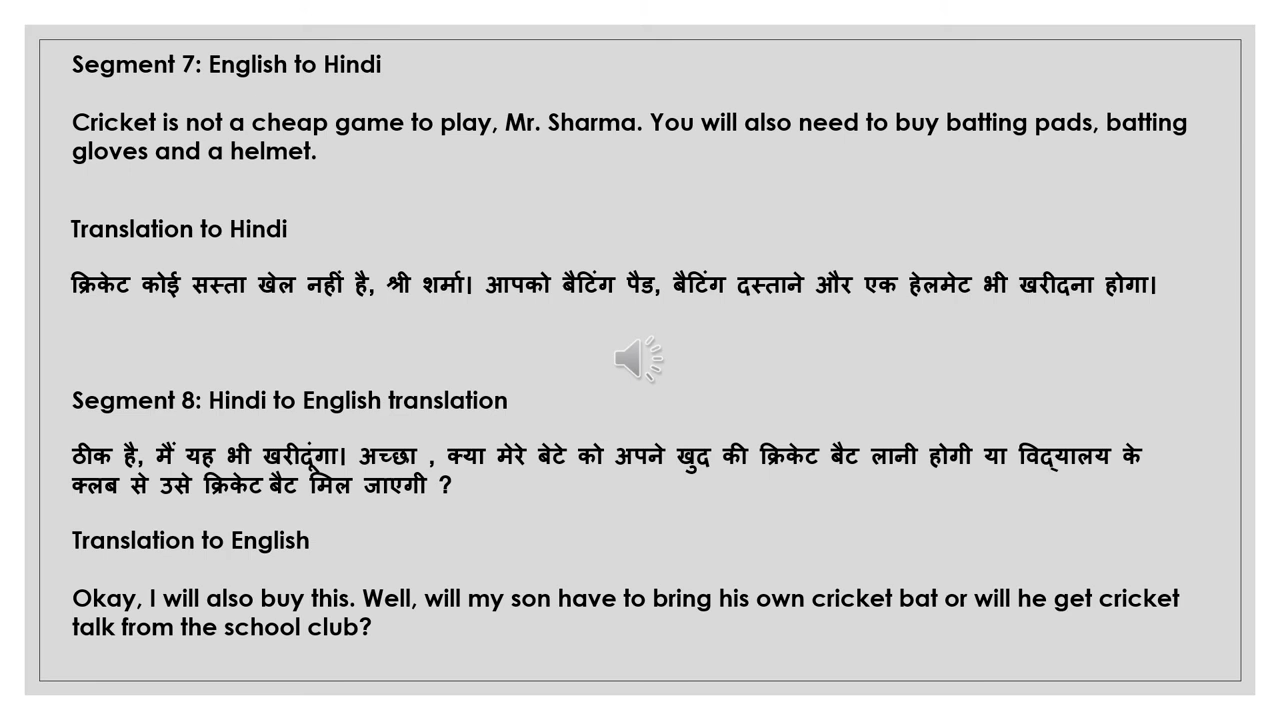 Segment 7: English to Hindi
Cricket is not a cheap game to play, Mr. Sharma. You will also need to buy batting pads, batting
gloves and a helmet.
Translation to Hindi
क्रिकेट कोई सस्ता खेल नहीं है, श्री शर्मा। आपको बैटिंग पैड, बैटिंग दस्ताने और एक हेलमेट भी खरीदना होगा।
Segment 8: Hindi to English translation
ठीक है, मैं यह भी खरीदूंगा। अच्छा , क्या मेरे बेटे को अपने खुद की क्रिकेट बैट लानी होगी या विद्यालय के
क्लब से उसे क्रिकेट बैट मिल जाएगी ?
Translation to English
Okay, I will also buy this. Well, will my son have to bring his own cricket bat or will he get cricket
talk from the school club?